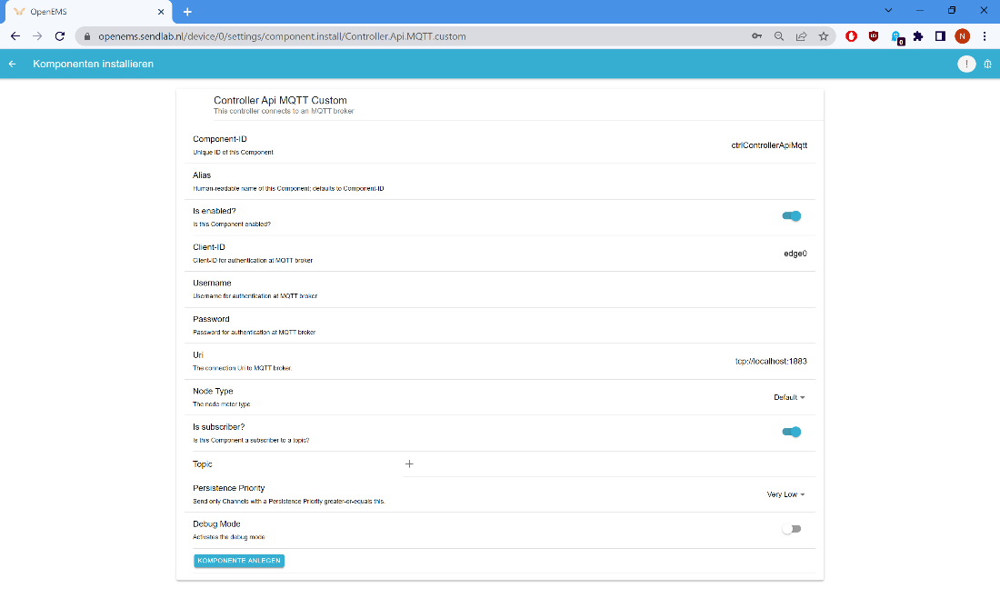 OpenEMS
openems.sendlab.nl/device/0/settings/component.install/Controller.Api.MQTT.custom
0
N
Komponenten installieren
Controller Api MQTT Custom
This controller connects to an MQTT broker
Component-ID
Unique ID of this Component
ctrlControllerApiMqtt
Alias
Human-readable name of this Component; defaults to Component-ID
Is enabled?
Is this Component enabled?
Client-ID
Client-ID for authentication at MQTT broker
edge0
Username
Username for authentication at MQTT broker
Password
Password for authentication at MQTT broker
Uri
The connection Uri to MQTT broker.
tcp://localhost:1883
Node Type
The node meter type
Default
Is subscriber?
Is this Component a subscriber to a topic?
Topic
Persistence Priority
Send only Channels with a Persistence Priority greater-or-equals this.
Very Low
Debug Mode
Activates the debug mode
KOMPONENTE ANLEGEN